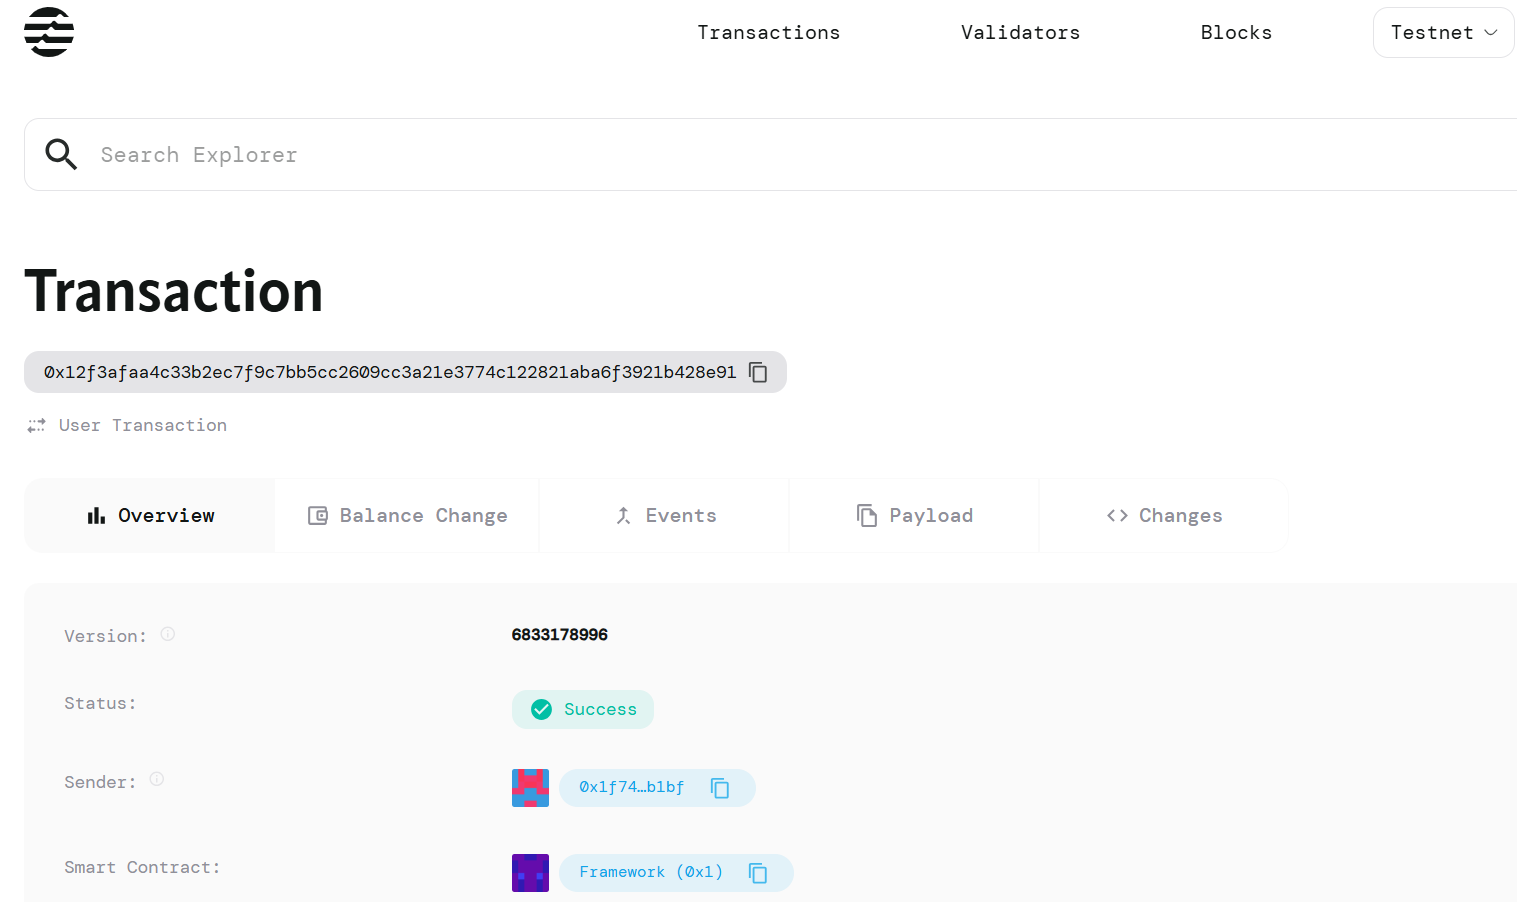 Transactions Validators Blocks Testnet
Search Explorer
Transaction
0x12f3afaa4c33b2ec7f9c7bb5cc2609cc3a21e3774c122821aba6f3921b428e91
User Transaction
Overview Balance Change Events Payload Changes
Version: 6833178996
Status: Success
Sender: 0x1f74…b1bf
Smart Contract: Framework (0x1)